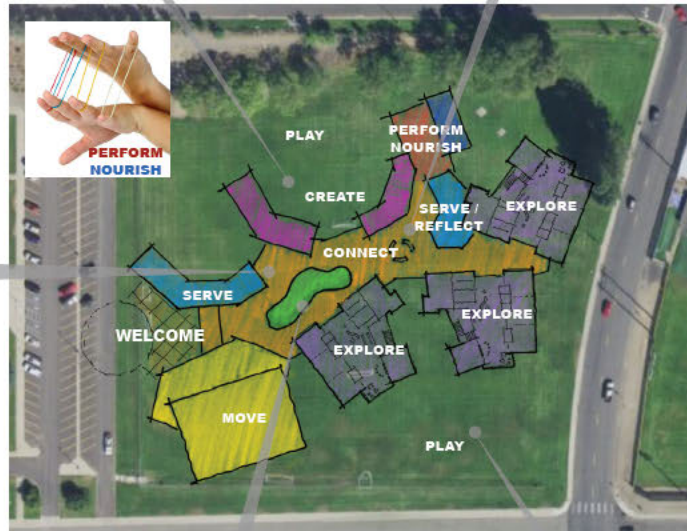 PERFORM
NOURISH
PLAY
PERFORM
NOURISH
CREATE
SERVE /
REFLECT
EXPLORE
CONNECT
SERVE
WELCOME
EXPLORE
EXPLORE
MOVE
PLAY